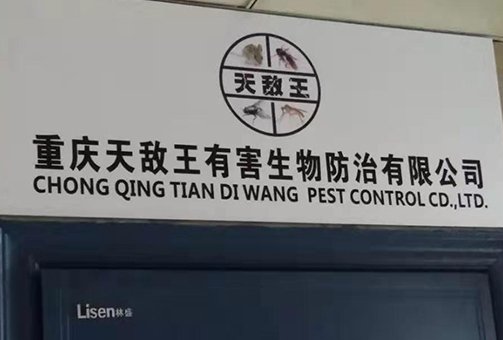 天敌王
重庆天敌王有害生物防治有限公司
CHONG QING TIAN DI WANG PEST CONTROL CD.,LTD.
Lisen林盛